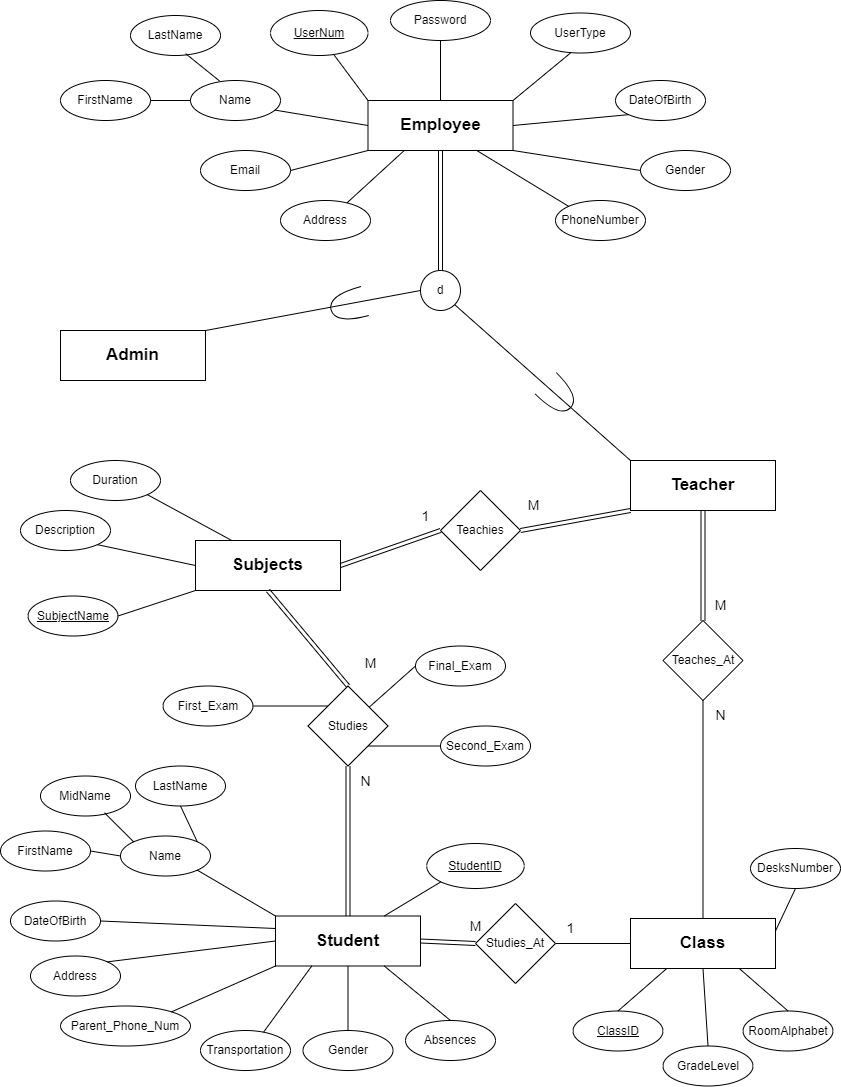 Password
LastName
UserNum
UserType
FirstName
Name
DateOfBirth
Employee
Email
Gender
Address
PhoneNumber
d
Admin
Duration
Teacher
M
1
Description
Teachies
Subjects
SubjectName
M
M
Final_Exam
Teaches_At
First_Exam
N
Studies
Second_Exam
N
LastName
MidName
FirstName
Name
StudentID
DesksNumber
DateOfBirth
M
1
Student
Studies_At
Class
Address
Parent_Phone_Num
ClassID
RoomAlphabet
Transportation
Gender
Absences
GradeLevel